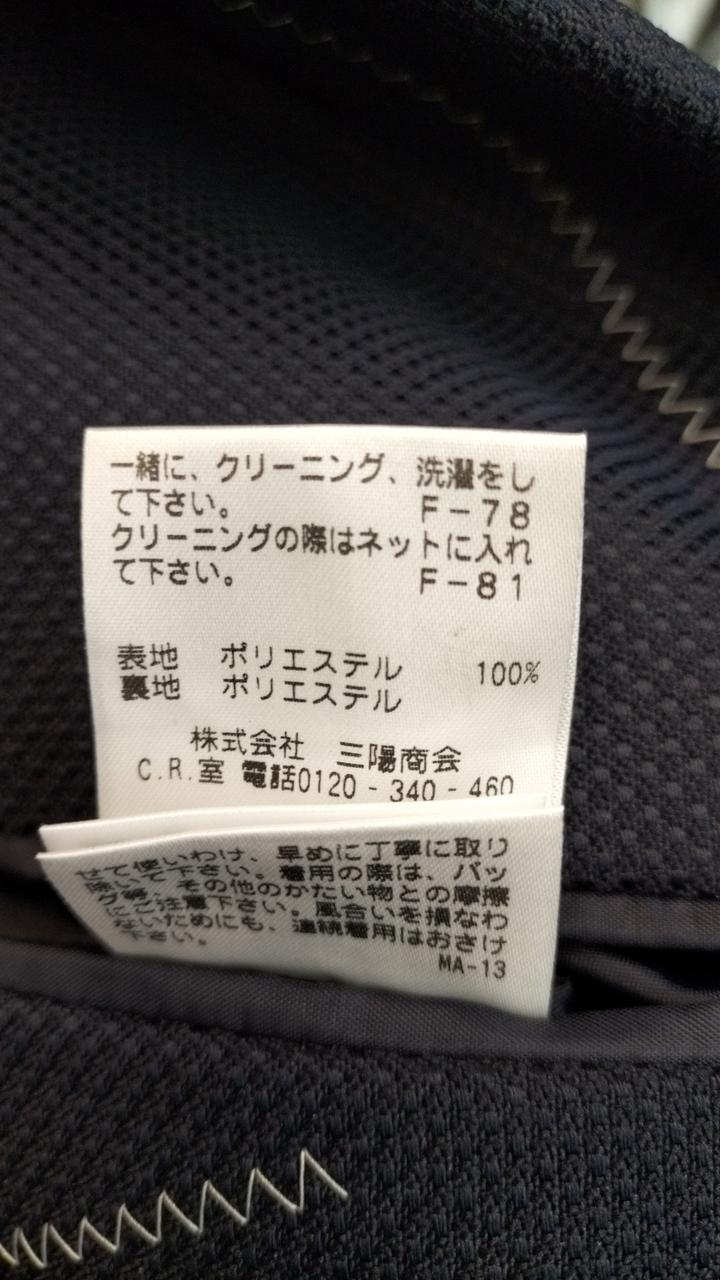 一緒に、クリーニング、洗濯をし
て下さい。 F-78
クリーニングの際はネットに入れ
て下さい。 F-81
表地 ポリエステル 100%
裏地 ポリエステル
株式会社 三陽商会
C.R.室 電話0120-340-460
せて使いわけ、早めに丁寧に取り
除いて下さい。着用の際は、バッ
グ等、その他のかたい物との摩擦
にご注意下さい。風合いを損なわ
ないためにも、連続着用はおさけ
下さい。
MA-13